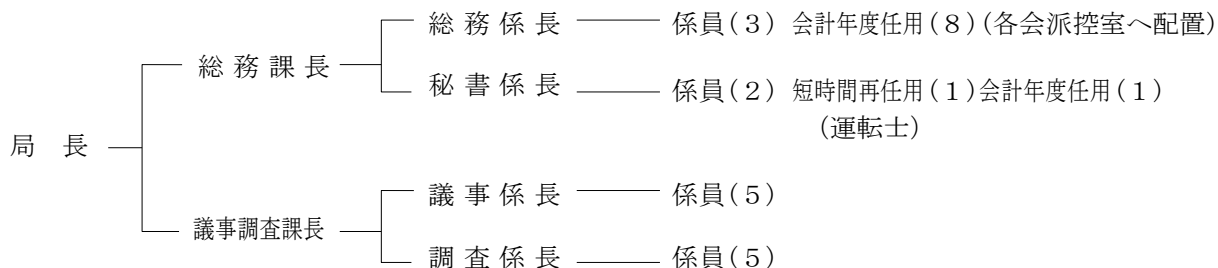 総務係長 係員(3) 会計年度任用(8)(各会派控室へ配置)
総務課長
秘書係長 係員(2) 短時間再任用(1)会計年度任用(1)
(運転士)
局長
議事係長 係員(5)
議事調査課長
調査係長 係員(5)